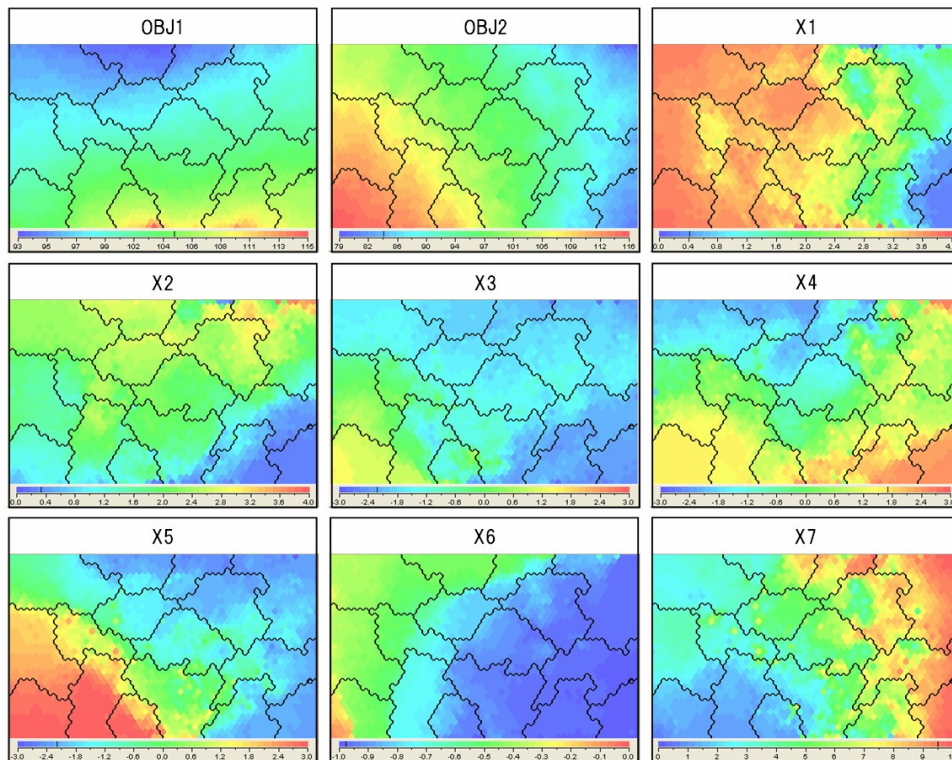 OBJ1
OBJ2
X1
93 95 97 99 102 104 106 108 111 113 115
79 82 86 90 94 97 101 105 109 112 116
0.0 0.4 0.8 1.2 1.6 2.0 2.4 2.8 3.2 3.6 4.
X2
X3
X4
0.0 0.4 0.8 1.2 1.6 2.0 2.4 2.8 3.2 3.6 4.0
-3.0 -2.4 -1.8 -1.2 -0.6 0.0 0.6 1.2 1.8 2.4 3.0
-3.0 -2.4 -1.8 -1.2 -0.6 0.0 0.6 1.2 1.8 2.4 3.0
X5
X6
X7
-3.0 -2.4 -1.8 -1.2 -0.6 0.0 0.6 1.2 1.8 2.4 3.0
-1.0 -0.9 -0.8 -0.7 -0.6 -0.5 -0.4 -0.3 -0.2 -0.1 0.0
0 1 2 3 4 5 6 7 8 9